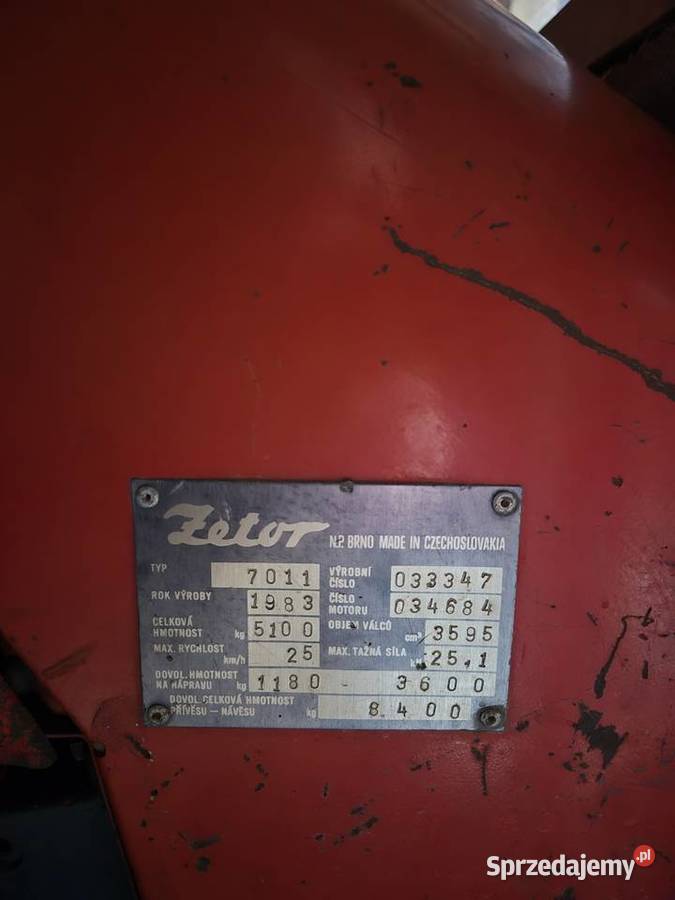 Zetor N.P. BRNO MADE IN CZECHOSLOVAKIA
TYP 7011 VÝROBNÍ ČÍSLO 033347
ROK VÝROBY 1983 ČÍSLO MOTORU 034684
CELKOVÁ HMOTNOST kg 5100 OBJEM VÁLCŮ cm³ 3595
MAX. RYCHLOST km/h 25 MAX. TAŽNÁ SÍLA 25,1
DOVOL. HMOTNOST NA NÁPRAVU kg 1180 - 3600
DOVOL. CELKOVÁ HMOTNOST PŘÍVĚSU — NÁVĚSU kg 8400
Sprzedajemy.pl